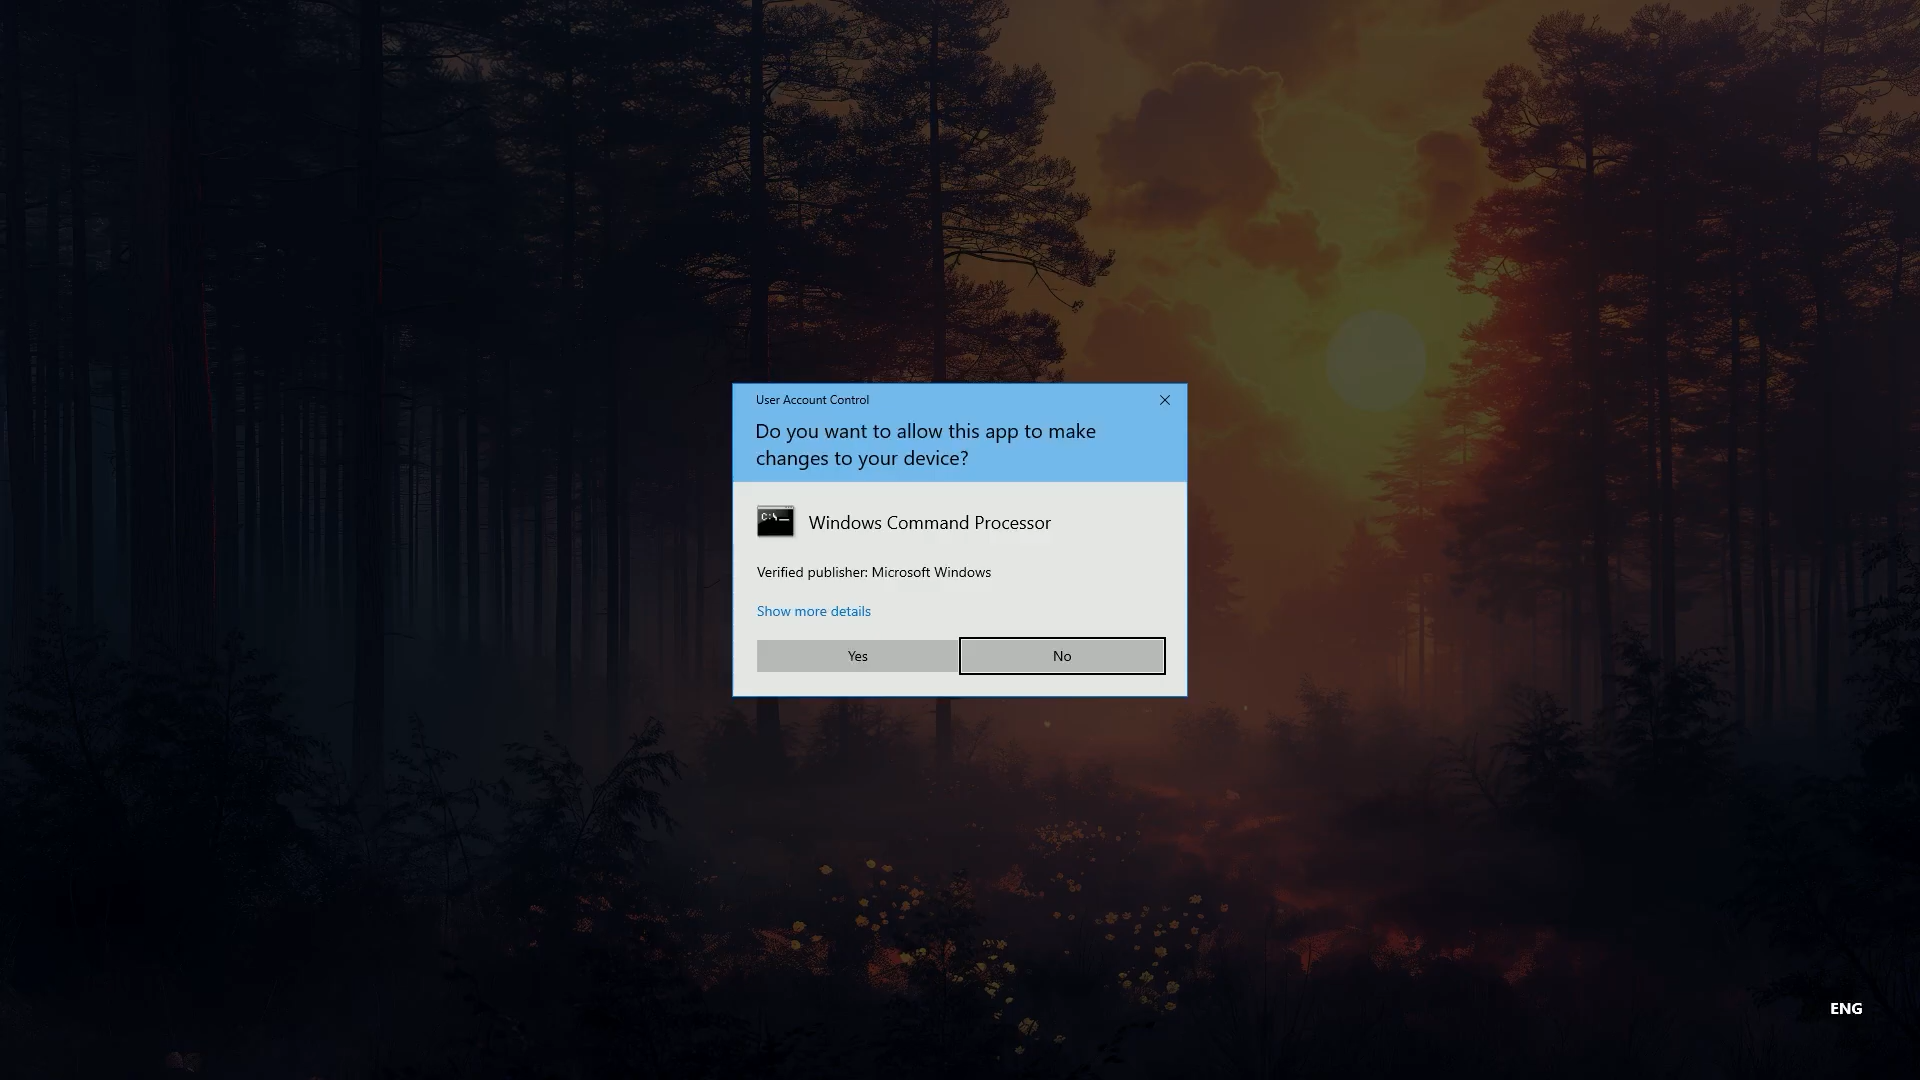 User Account Control
Do you want to allow this app to make
changes to your device?
C:\_
Windows Command Processor
Verified publisher: Microsoft Windows
Show more details
Yes
No
ENG